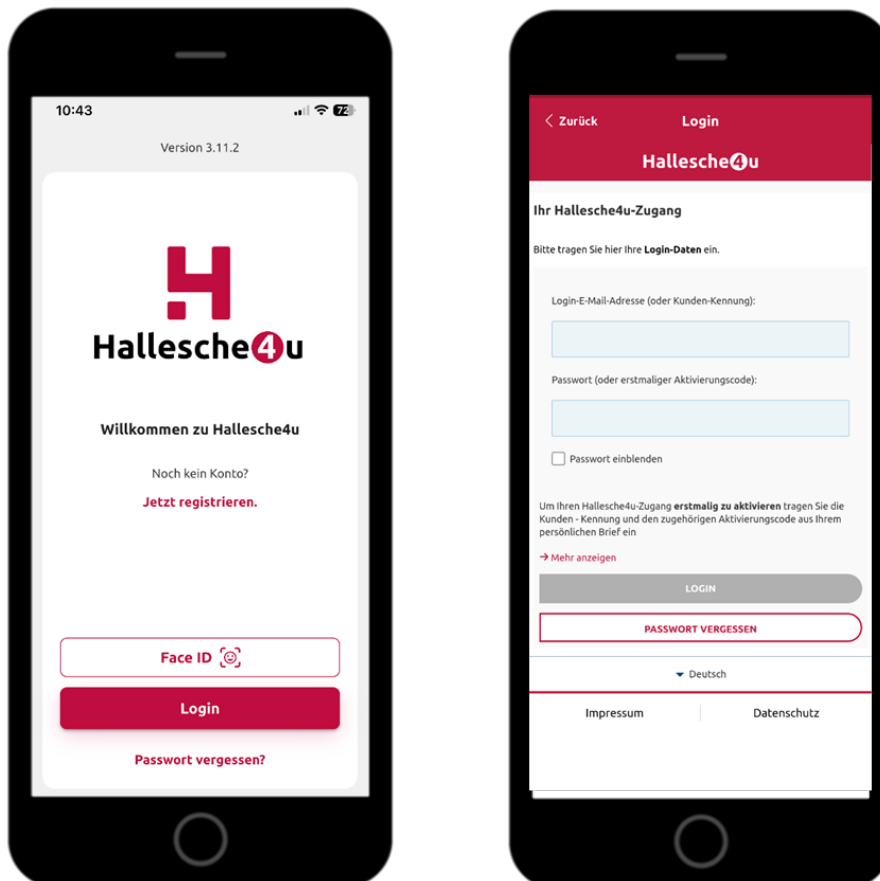 10:43
72
Version 3.11.2
Hallesche4u
Willkommen zu Hallesche4u
Noch kein Konto?
Jetzt registrieren.
Face ID
Login
Passwort vergessen?
Zurück
Login
Hallesche4u
Ihr Hallesche4u-Zugang
Bitte tragen Sie hier Ihre Login-Daten ein.
Login-E-Mail-Adresse (oder Kunden-Kennung):
Passwort (oder erstmaliger Aktivierungscode):
Passwort einblenden
Um Ihren Hallesche4u-Zugang erstmalig zu aktivieren tragen Sie die
Kunden - Kennung und den zugehörigen Aktivierungscode aus Ihrem
persönlichen Brief ein
Mehr anzeigen
LOGIN
PASSWORT VERGESSEN
Deutsch
Impressum
Datenschutz